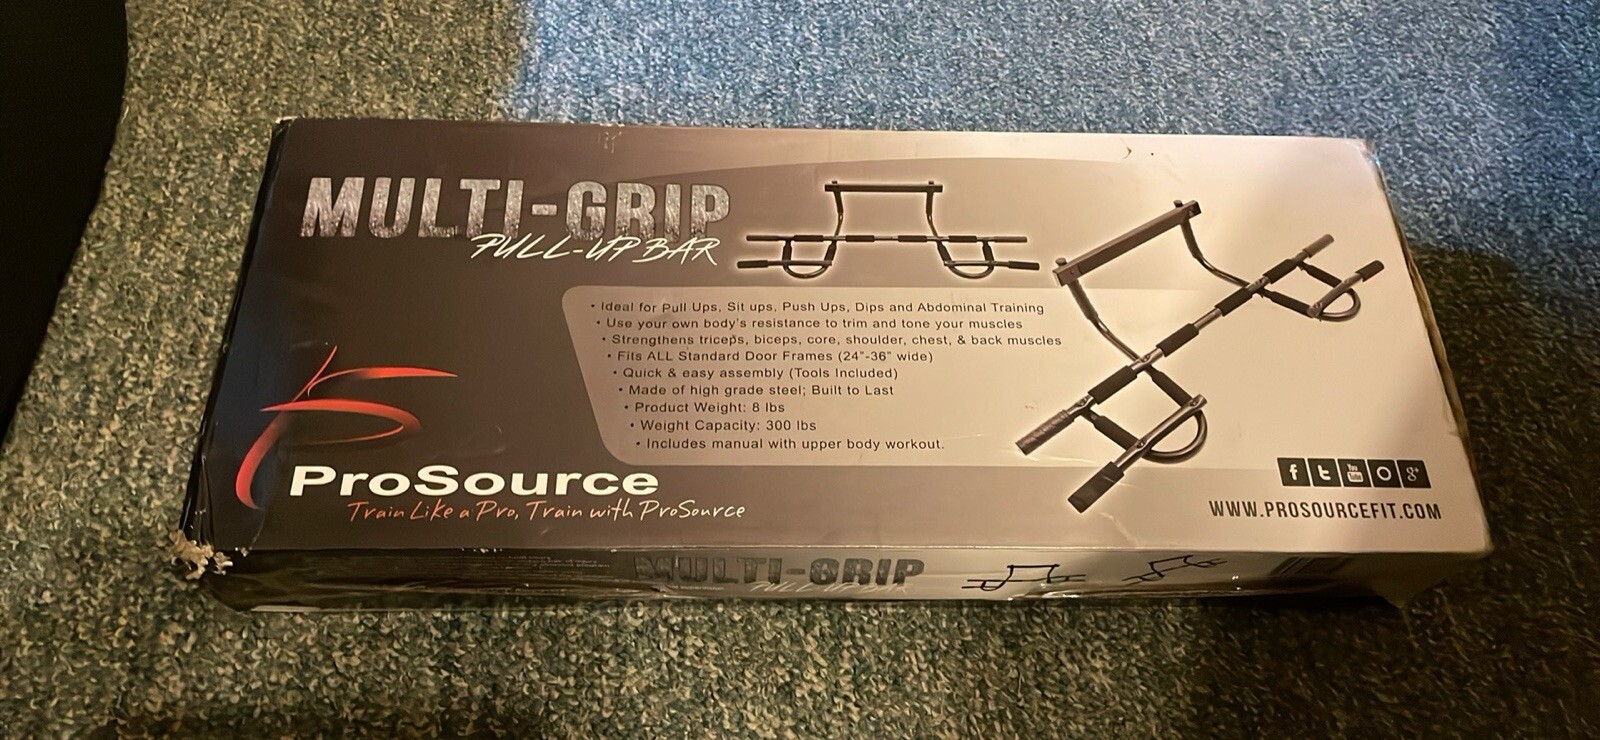 MULTI-GRIP
PULL-UP BAR
• Ideal for Pull Ups, Sit ups, Push Ups, Dips and Abdominal Training
• Use your own body's resistance to trim and tone your muscles
• Strengthens triceps, biceps, core, shoulder, chest, & back muscles
• Fits ALL Standard Door Frames (24"-36" wide)
• Quick & easy assembly (Tools Included)
• Made of high grade steel; Built to Last
• Product Weight: 8 lbs
• Weight Capacity: 300 lbs
• Includes manual with upper body workout.
ProSource
Train Like a Pro, Train with ProSource
f t You Tube g+
WWW.PROSOURCEFIT.COM
MULTI-GRIP
PULL-UP BAR